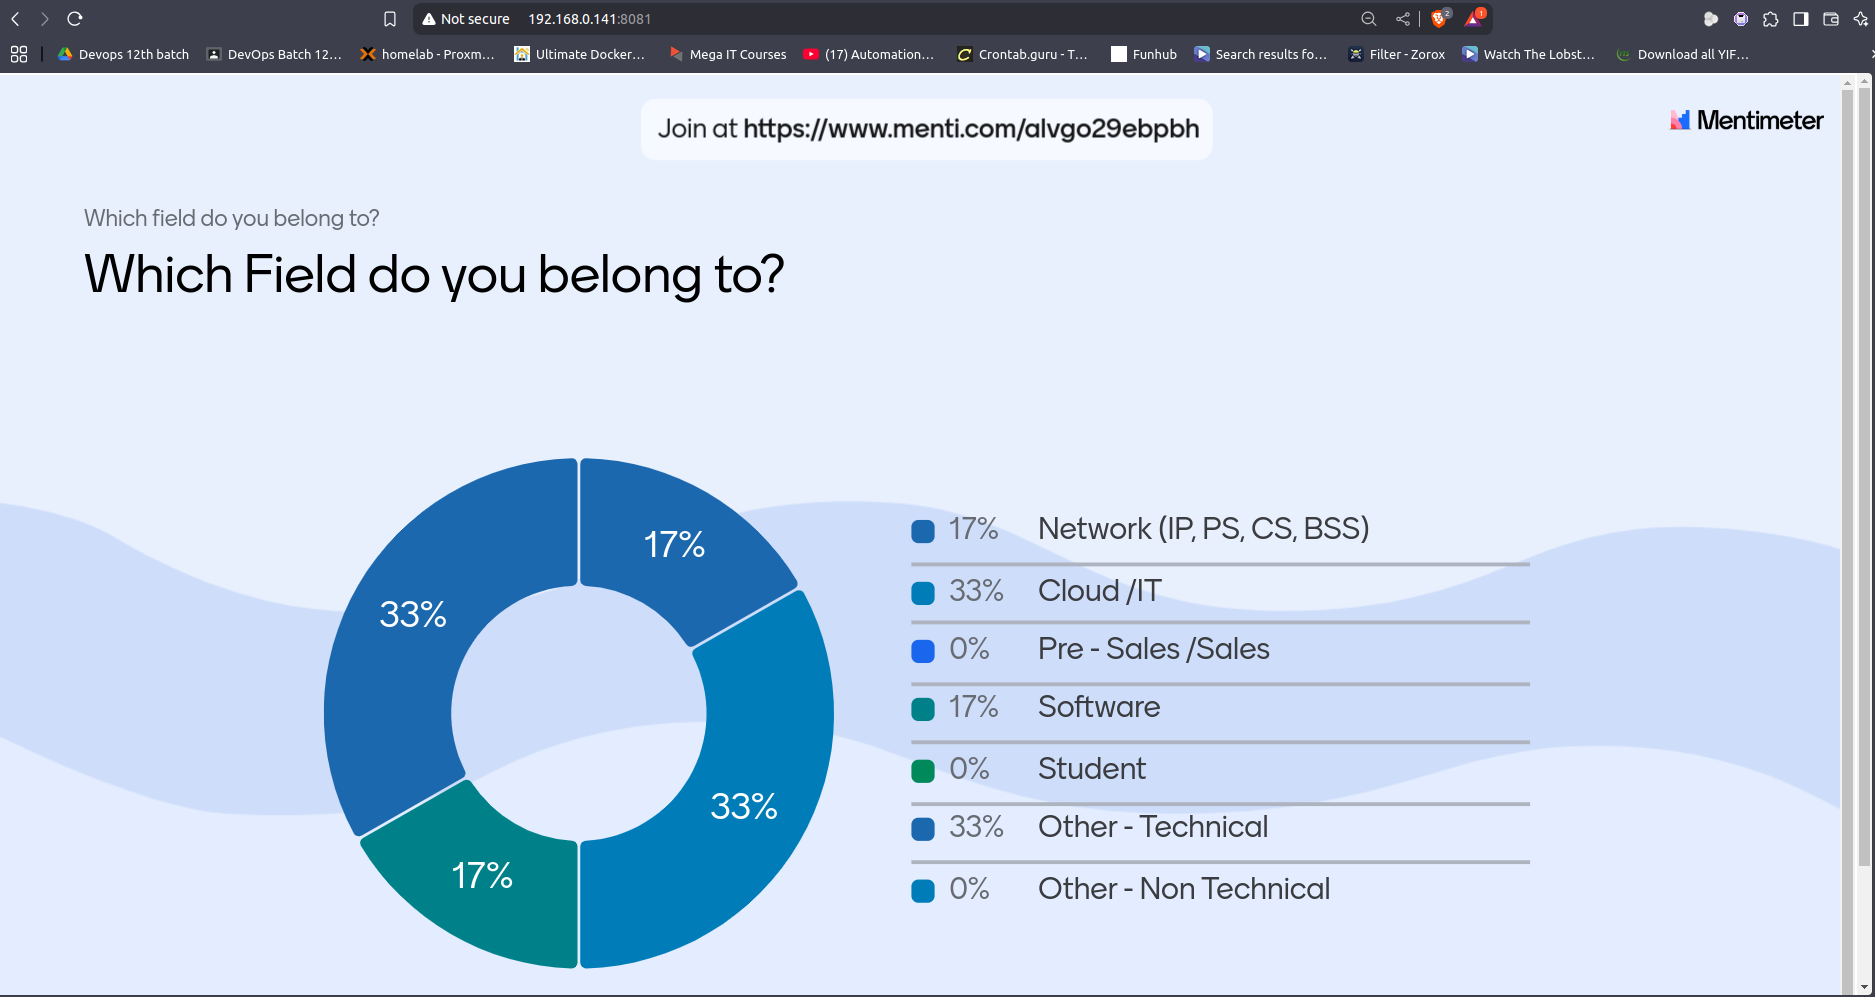 Not secure 192.168.0.141:8081
2
1
Devops 12th batch
DevOps Batch 12...
homelab - Proxm...
Ultimate Docker...
Mega IT Courses
(17) Automation...
Crontab.guru - T...
Funhub
Search results fo...
Filter - Zorox
Watch The Lobst...
Download all YIF...
Join at https://www.menti.com/alvgo29ebpbh
Mentimeter
Which field do you belong to?
Which Field do you belong to?
17%
33%
33%
17%
17% Network (IP, PS, CS, BSS)
33% Cloud /IT
0% Pre - Sales /Sales
17% Software
0% Student
33% Other - Technical
0% Other - Non Technical